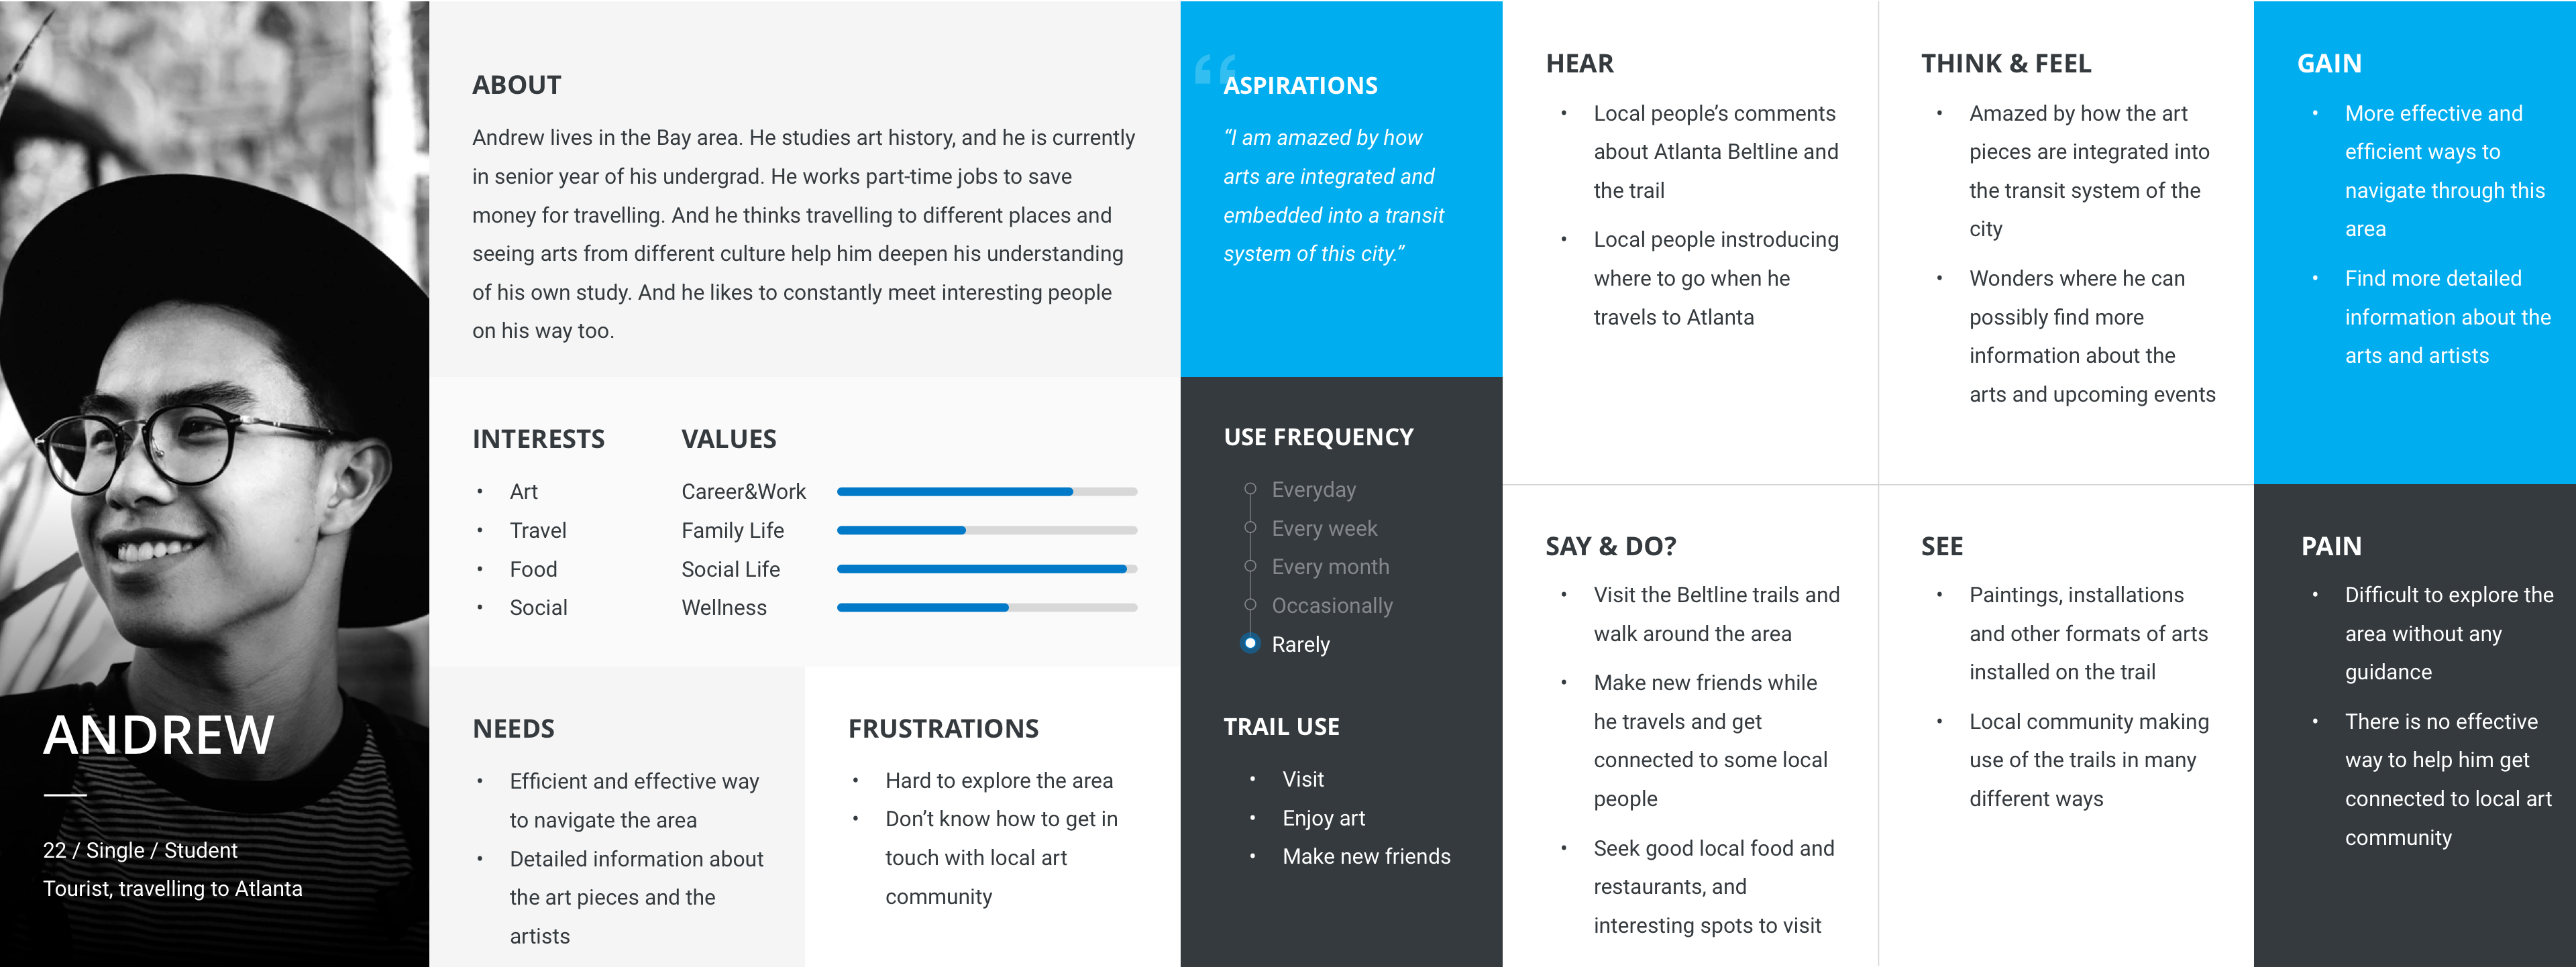 ANDREW
22 / Single / Student
Tourist, travelling to Atlanta
ABOUT
Andrew lives in the Bay area. He studies art history, and he is currently
in senior year of his undergrad. He works part-time jobs to save
money for travelling. And he thinks travelling to different places and
seeing arts from different culture help him deepen his understanding
of his own study. And he likes to constantly meet interesting people
on his way too.
INTERESTS
• Art
• Travel
• Food
• Social
VALUES
Career&Work
Family Life
Social Life
Wellness
NEEDS
• Efficient and effective way
to navigate the area
• Detailed information about
the art pieces and the
artists
FRUSTRATIONS
• Hard to explore the area
• Don’t know how to get in
touch with local art
community
“
ASPIRATIONS
“I am amazed by how
arts are integrated and
embedded into a transit
system of this city.”
USE FREQUENCY
Everyday
Every week
Every month
Occasionally
Rarely
TRAIL USE
• Visit
• Enjoy art
• Make new friends
HEAR
• Local people’s comments
about Atlanta Beltline and
the trail
• Local people instroducing
where to go when he
travels to Atlanta
THINK & FEEL
• Amazed by how the art
pieces are integrated into
the transit system of the
city
• Wonders where he can
possibly find more
information about the
arts and upcoming events
SAY & DO?
• Visit the Beltline trails and
walk around the area
• Make new friends while
he travels and get
connected to some local
people
• Seek good local food and
restaurants, and
interesting spots to visit
SEE
• Paintings, installations
and other formats of arts
installed on the trail
• Local community making
use of the trails in many
different ways
GAIN
• More effective and
efficient ways to
navigate through this
area
• Find more detailed
information about the
arts and artists
PAIN
• Difficult to explore the
area without any
guidance
• There is no effective
way to help him get
connected to local art
community